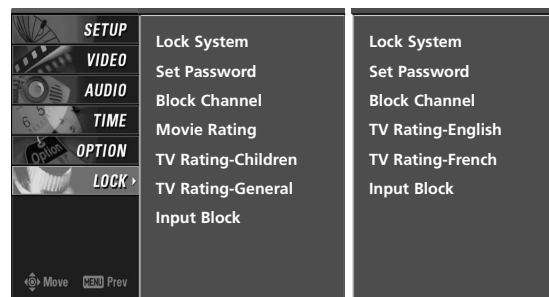 SETUP
VIDEO
AUDIO
TIME
OPTION
LOCK
Move
MENU Prev
Lock System
Set Password
Block Channel
Movie Rating
TV Rating-Children
TV Rating-General
Input Block
Lock System
Set Password
Block Channel
TV Rating-English
TV Rating-French
Input Block